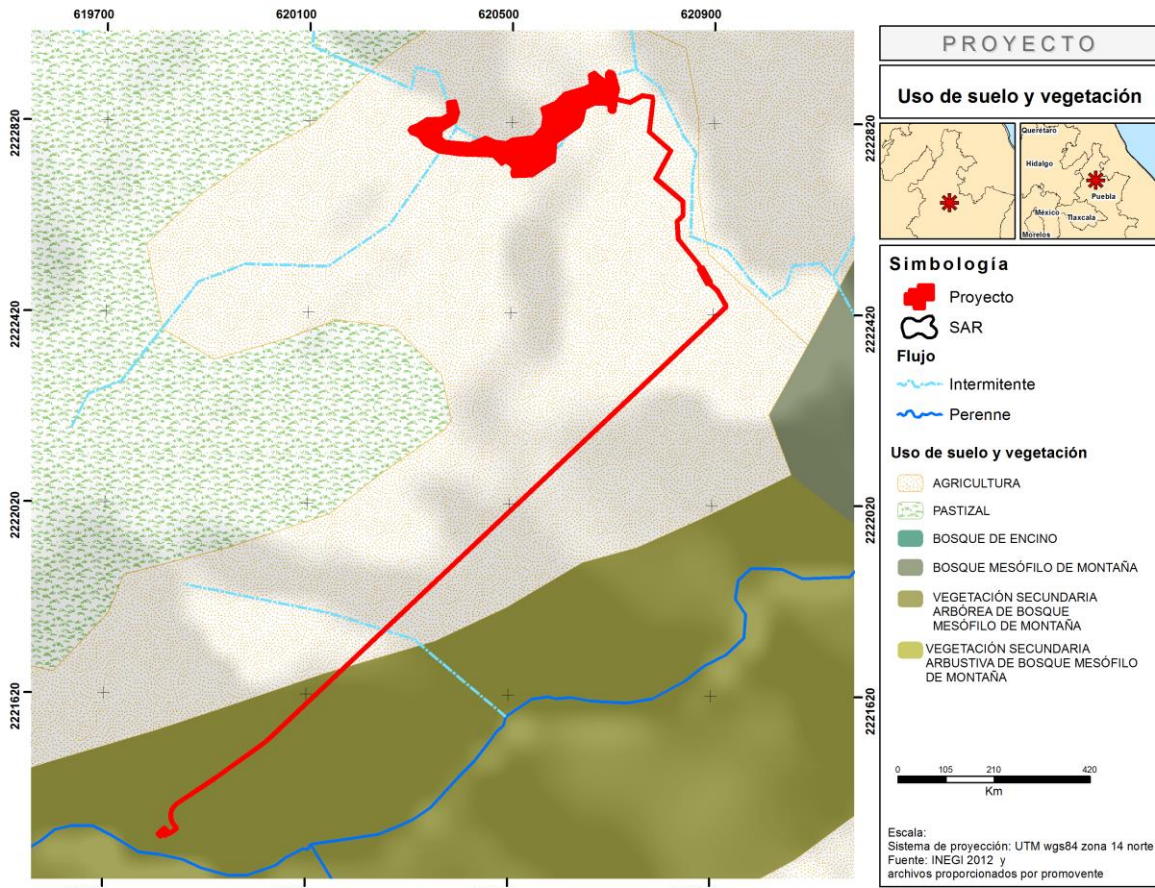 619700
620100
620500
620900
2222820
2222420
2222020
2221620
2222820
2222420
2222020
2221620
PROYECTO
Uso de suelo y vegetación
Querétaro
Hidalgo
Puebla
México
Tlaxcala
Morelos
Simbología
Proyecto
SAR
Flujo
Intermitente
Perenne
Uso de suelo y vegetación
AGRICULTURA
PASTIZAL
BOSQUE DE ENCINO
BOSQUE MESÓFILO DE MONTAÑA
VEGETACIÓN SECUNDARIA
ARBÓREA DE BOSQUE
MESÓFILO DE MONTAÑA
VEGETACIÓN SECUNDARIA
ARBUSTIVA DE BOSQUE MESÓFILO
DE MONTAÑA
0 105 210 420
Km
Escala:
Sistema de proyección: UTM wgs84 zona 14 norte
Fuente: INEGI 2012 y
archivos proporcionados por promovente